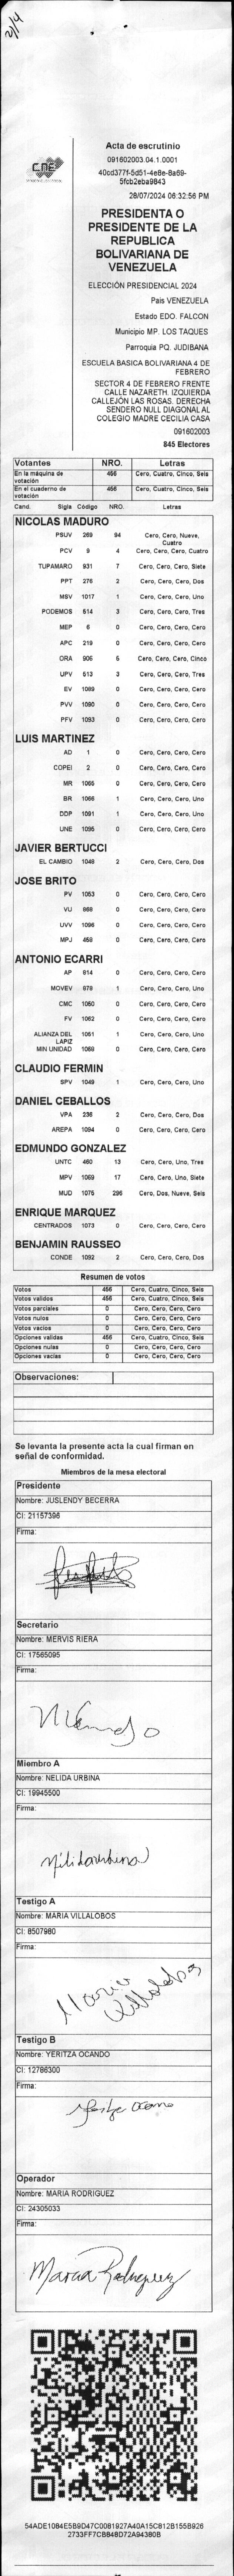 2/4
CNE
Acta de escrutinio
091602003.04.1.0001
40cd377f-5d51-4e8e-8a69-
5fcb2eba9843
28/07/2024 06:32:56 PM
PRESIDENTA O
PRESIDENTE DE LA
REPUBLICA
BOLIVARIANA DE
VENEZUELA
ELECCIÓN PRESIDENCIAL 2024
Pais VENEZUELA
Estado EDO. FALCON
Municipio MP. LOS TAQUES
Parroquia PQ. JUDIBANA
ESCUELA BASICA BOLIVARIANA 4 DE
FEBRERO
SECTOR 4 DE FEBRERO FRENTE
CALLE NAZARETH. IZQUIERDA
CALLEJÓN LAS ROSAS. DERECHA
SENDERO NULL DIAGONAL AL
COLEGIO MADRE CECILIA CASA
091602003
845 Electores
Votantes NRO. Letras
En la máquina de votación 456 Cero, Cuatro, Cinco, Seis
En el cuaderno de votación 456 Cero, Cuatro, Cinco, Seis
Cand. Sigla Código NRO. Letras
NICOLAS MADURO
PSUV 269 94 Cero, Cero, Nueve, Cuatro
PCV 9 4 Cero, Cero, Cero, Cuatro
TUPAMARO 931 7 Cero, Cero, Cero, Siete
PPT 276 2 Cero, Cero, Cero, Dos
MSV 1017 1 Cero, Cero, Cero, Uno
PODEMOS 514 3 Cero, Cero, Cero, Tres
MEP 6 0 Cero, Cero, Cero, Cero
APC 219 0 Cero, Cero, Cero, Cero
ORA 906 5 Cero, Cero, Cero, Cinco
UPV 513 3 Cero, Cero, Cero, Tres
EV 1089 0 Cero, Cero, Cero, Cero
PVV 1090 0 Cero, Cero, Cero, Cero
PFV 1093 0 Cero, Cero, Cero, Cero
LUIS MARTINEZ
AD 1 0 Cero, Cero, Cero, Cero
COPEI 2 0 Cero, Cero, Cero, Cero
MR 1065 0 Cero, Cero, Cero, Cero
BR 1066 1 Cero, Cero, Cero, Uno
DDP 1091 1 Cero, Cero, Cero, Uno
UNE 1095 0 Cero, Cero, Cero, Cero
JAVIER BERTUCCI
EL CAMBIO 1048 2 Cero, Cero, Cero, Dos
JOSE BRITO
PV 1053 0 Cero, Cero, Cero, Cero
VU 868 0 Cero, Cero, Cero, Cero
UVV 1096 0 Cero, Cero, Cero, Cero
MPJ 458 0 Cero, Cero, Cero, Cero
ANTONIO ECARRI
AP 914 0 Cero, Cero, Cero, Cero
MOVEV 979 1 Cero, Cero, Cero, Uno
CMC 1050 0 Cero, Cero, Cero, Cero
FV 1052 0 Cero, Cero, Cero, Cero
ALIANZA DEL LAPIZ 1051 1 Cero, Cero, Cero, Uno
MIN UNIDAD 1069 0 Cero, Cero, Cero, Cero
CLAUDIO FERMIN
SPV 1049 1 Cero, Cero, Cero, Uno
DANIEL CEBALLOS
VPA 236 2 Cero, Cero, Cero, Dos
AREPA 1094 0 Cero, Cero, Cero, Cero
EDMUNDO GONZALEZ
UNTC 460 13 Cero, Cero, Uno, Tres
MPV 1059 17 Cero, Cero, Uno, Siete
MUD 1075 296 Cero, Dos, Nueve, Seis
ENRIQUE MARQUEZ
CENTRADOS 1073 0 Cero, Cero, Cero, Cero
BENJAMIN RAUSSEO
CONDE 1092 2 Cero, Cero, Cero, Dos
Resumen de votos
Votos 456 Cero, Cuatro, Cinco, Seis
Votos validos 456 Cero, Cuatro, Cinco, Seis
Votos parciales 0 Cero, Cero, Cero, Cero
Votos nulos 0 Cero, Cero, Cero, Cero
Votos vacios 0 Cero, Cero, Cero, Cero
Opciones validas 456 Cero, Cuatro, Cinco, Seis
Opciones nulas 0 Cero, Cero, Cero, Cero
Opciones vacias 0 Cero, Cero, Cero, Cero
Observaciones:
Se levanta la presente acta la cual firman en
señal de conformidad.
Miembros de la mesa electoral
Presidente
Nombre: JUSLENDY BECERRA
CI: 21157396
Firma:
Secretario
Nombre: MERVIS RIERA
CI: 17565095
Firma:
Miembro A
Nombre: NELIDA URBINA
CI: 19945500
Firma:
Nilidaurbina
Testigo A
Nombre: MARIA VILLALOBOS
CI: 8507980
Firma:
Maria
Villalobos
Testigo B
Nombre: YERITZA OCANDO
CI: 12786300
Firma:
Operador
Nombre: MARIA RODRIGUEZ
CI: 24305033
Firma:
Maria Rodriguez
54ADE1084E5B9D47C0081927A40A15C812B155B926
2733FF7CBB48D72A94380B